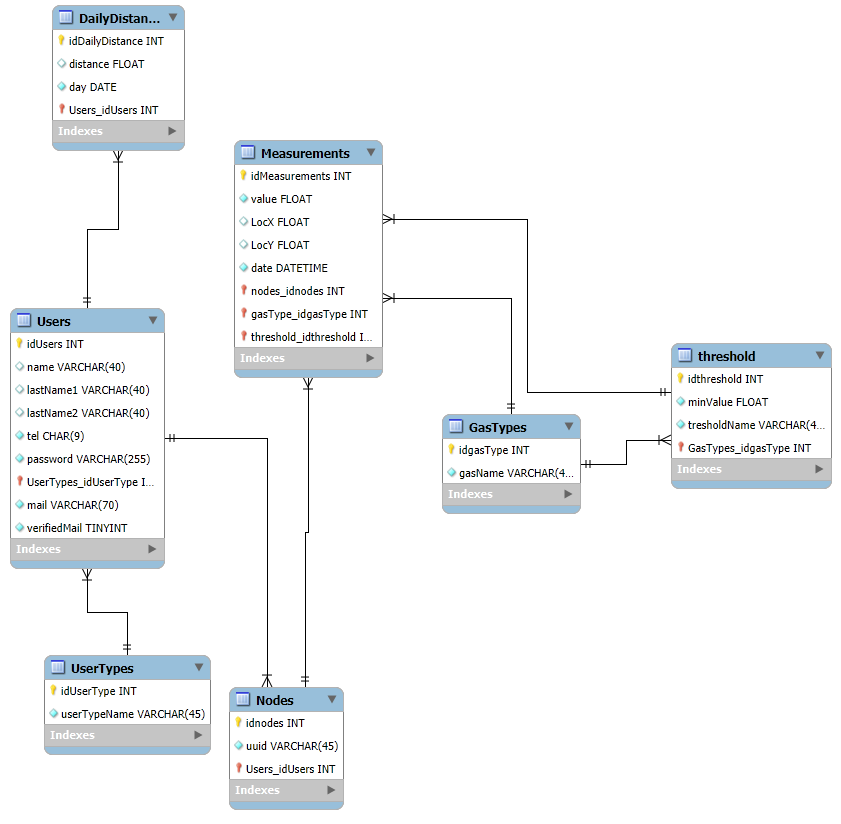 DailyDistan...
idDailyDistance INT
distance FLOAT
day DATE
Users_idUsers INT
Indexes
Measurements
idMeasurements INT
value FLOAT
LocX FLOAT
LocY FLOAT
date DATETIME
nodes_idnodes INT
gasType_idgasType INT
threshold_idthreshold I...
Indexes
Users
idUsers INT
name VARCHAR(40)
lastName1 VARCHAR(40)
lastName2 VARCHAR(40)
tel CHAR(9)
password VARCHAR(255)
UserTypes_idUserType I...
mail VARCHAR(70)
verifiedMail TINYINT
Indexes
threshold
idthreshold INT
minValue FLOAT
tresholdName VARCHAR(4...
GasTypes_idgasType INT
Indexes
GasTypes
idgasType INT
gasName VARCHAR(4...
Indexes
UserTypes
idUserType INT
userTypeName VARCHAR(45)
Indexes
Nodes
idnodes INT
uuid VARCHAR(45)
Users_idUsers INT
Indexes